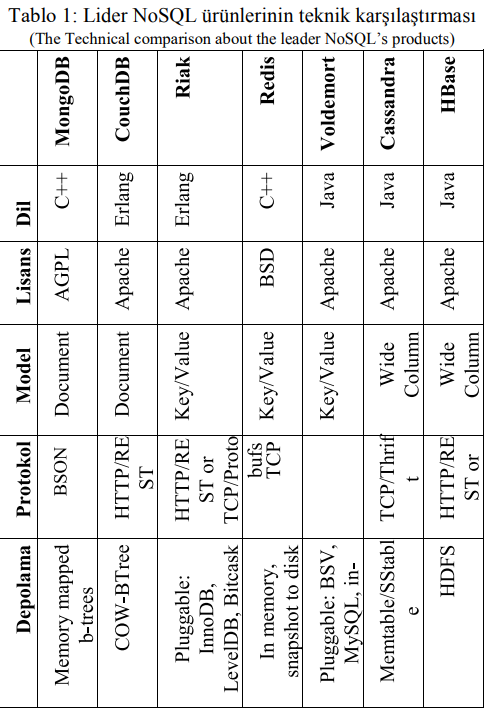 Tablo 1: Lider NoSQL ürünlerinin teknik karşılaştırması
(The Technical comparison about the leader NoSQL's products)
MongoDB
CouchDB
Riak
Redis
Voldemort
Cassandra
HBase
Dil
C++
Erlang
Erlang
C++
Java
Java
Java
Lisans
AGPL
Apache
Apache
BSD
Apache
Apache
Apache
Model
Document
Document
Key/Value
Key/Value
Key/Value
Wide
Column
Wide
Column
Protokol
BSON
HTTP/RE
ST
HTTP/RE
ST or
TCP/Proto
bufs
TCP
TCP/Thrif
t
HTTP/RE
ST or
Depolama
Memory mapped
b-trees
COW-BTree
Pluggable:
InnoDB,
LevelDB, Bitcask
In memory,
snapshot to disk
Pluggable: BSV,
MySQL, in-
Memtable/SStabl
e
HDFS